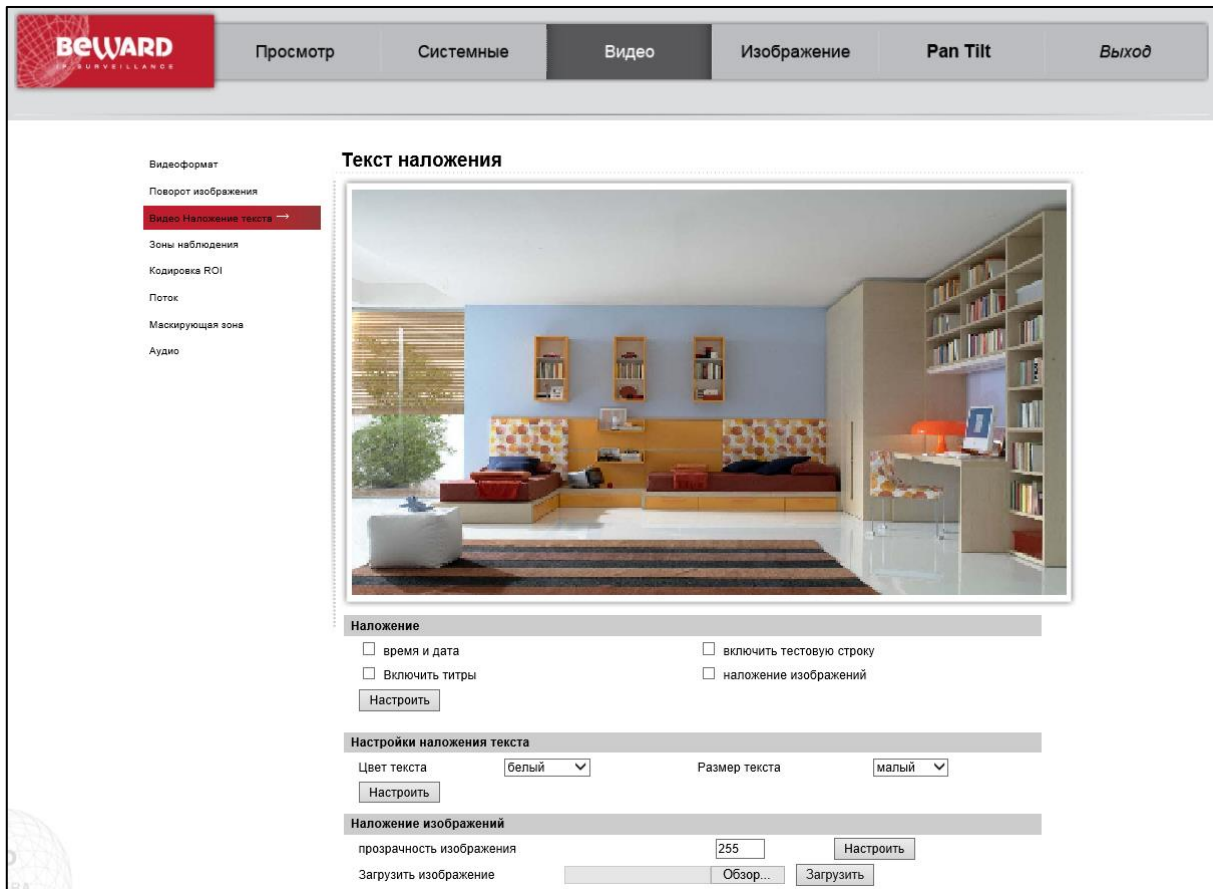 BEWARD
IP SURVEILLANCE
Просмотр
Системные
Видео
Изображение
Pan Tilt
Выход
Видеоформат
Поворот изображения
Видео Наложение текста →
Зоны наблюдения
Кодировка ROI
Поток
Маскирующая зона
Аудио
Текст наложения
Наложение
время и дата
включить тестовую строку
Включить титры
наложение изображений
Настроить
Настройки наложения текста
Цвет текста белый Размер текста малый
Настроить
Наложение изображений
прозрачность изображения 255 Настроить
Загрузить изображение Обзор... Загрузить